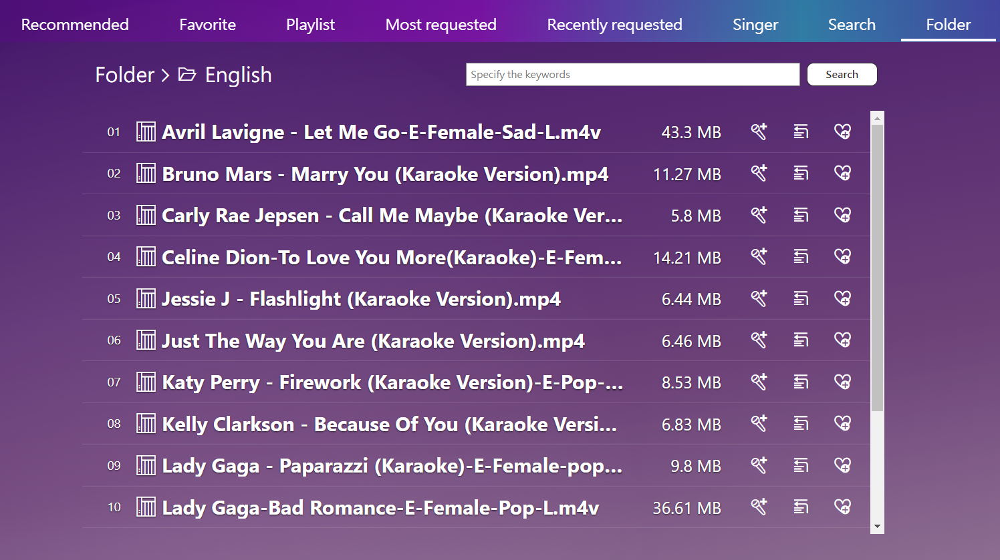 Recommended Favorite Playlist Most requested Recently requested Singer Search Folder
Folder > English Specify the keywords Search
01 Avril Lavigne - Let Me Go-E-Female-Sad-L.m4v 43.3 MB
02 Bruno Mars - Marry You (Karaoke Version).mp4 11.27 MB
03 Carly Rae Jepsen - Call Me Maybe (Karaoke Ver... 5.8 MB
04 Celine Dion-To Love You More(Karaoke)-E-Fem... 14.21 MB
05 Jessie J - Flashlight (Karaoke Version).mp4 6.44 MB
06 Just The Way You Are (Karaoke Version).mp4 6.46 MB
07 Katy Perry - Firework (Karaoke Version)-E-Pop-... 8.53 MB
08 Kelly Clarkson - Because Of You (Karaoke Versi... 6.83 MB
09 Lady Gaga - Paparazzi (Karaoke)-E-Female-pop... 9.8 MB
10 Lady Gaga-Bad Romance-E-Female-Pop-L.m4v 36.61 MB